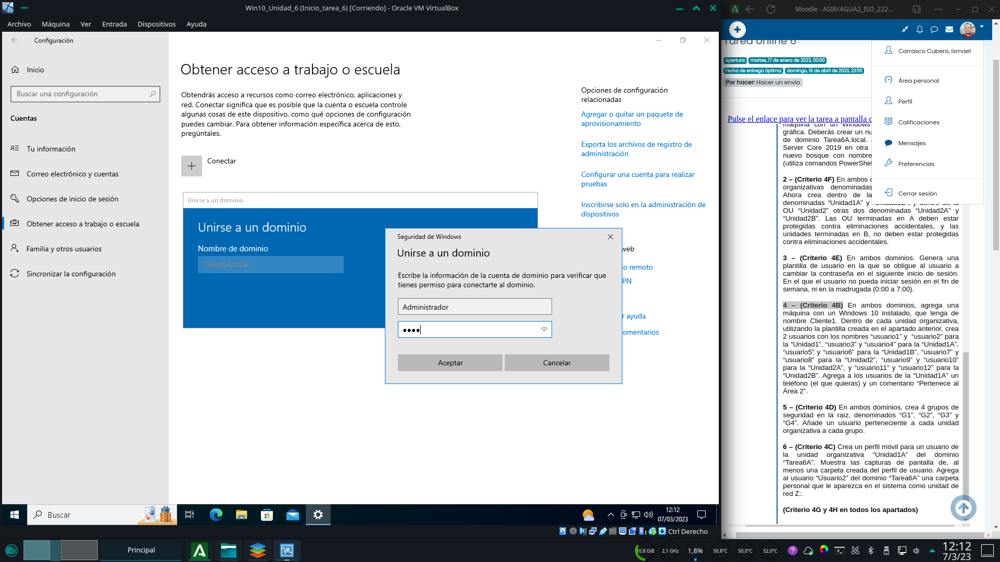 Win10_Unidad_6 (Inicio_tarea_6) [Corriendo] - Oracle VM VirtualBox
Archivo Máquina Ver Entrada Dispositivos Ayuda
Configuración
Inicio
Buscar una configuración
Cuentas
Tu información
Correo electrónico y cuentas
Opciones de inicio de sesión
Obtener acceso a trabajo o escuela
Familia y otros usuarios
Sincronizar la configuración
Obtener acceso a trabajo o escuela
Obtendrás acceso a recursos como correo electrónico, aplicaciones y
red. Conectar significa que es posible que la cuenta o escuela controle
algunas cosas de este dispositivo, como qué opciones de configuración
puedes cambiar. Para obtener información específica acerca de esto,
pregúntales.
Conectar
Unirse a un dominio
Unirse a un dominio
Nombre de dominio
Tarea6A.local
Opciones de configuración
relacionadas
Agregar o quitar un paquete de
aprovisionamiento
Exporta los archivos de registro de
administración
Configurar una cuenta para realizar
pruebas
Inscribirse solo en la administración de
dispositivos
web
io remoto
PN
r ayuda
omentarios
Seguridad de Windows
Unirse a un dominio
Escribe la información de la cuenta de dominio para verificar que
tienes permiso para conectarte al dominio.
Administrador
Aceptar
Cancelar
Buscar
12:12
07/03/2023
Ctrl Derecho
Moodle - ASIR/AGUA2_ISO_222...
Tarea online 6
Apertura: martes, 17 de enero de 2023, 00:00
Fecha de entrega óptima: domingo, 16 de abril de 2023, 23:55
Por hacer: Hacer un envío
Pulse el enlace para ver la tarea a pantalla c
Carrasco Cubero, Ismael
Área personal
Perfil
Calificaciones
Mensajes
Preferencias
Cerrar sesión
máquina con un Windows
gráfica. Deberás crear un nu
de dominio Tarea6A.local.
Server Core 2019 en otra
nuevo bosque con nombre
(utiliza comandos PowerShel
2 – (Criterio 4F) En ambos d
organizativas denominadas
Ahora crea dentro de la
denominadas “Unidad1A” y “Unidad1B”, y dentro de la
OU “Unidad2” otras dos denominadas “Unidad2A” y
“Unidad2B”. Las OU terminadas en A deben estar
protegidas contra eliminaciones accidentales, y las
unidades terminadas en B, no deben estar protegidas
contra eliminaciones accidentales.
3 – (Criterio 4E) En ambos dominios. Genera una
plantilla de usuario en la que se obligue al usuario a
cambiar la contraseña en el siguiente inicio de sesión.
En el que el usuario no pueda iniciar sesión en el fin de
semana, ni en la madrugada (0:00 a 7:00).
4 – (Criterio 4B) En ambos dominios, agrega una
máquina con un Windows 10 instalado, que tenga de
nombre Cliente1. Dentro de cada unidad organizativa,
utilizando la plantilla creada en el apartado anterior, crea
2 usuarios con los nombres “usuario1” y “usuario2” para
la “Unidad1”, “usuario3” y “usuario4” para la “Unidad1A”,
“usuario5” y “usuario6” para la “Unidad1B”, “usuario7” y
“usuario8” para la “Unidad2”, “usuario9” y “usuario10”
para la “Unidad2A”, y “usuario11” y “usuario12” para la
“Unidad2B”. Agrega a los usuarios de la “Unidad1A” un
teléfono (el que quieras) y un comentario “Pertenece al
Área 2”.
5 – (Criterio 4D) En ambos dominios, crea 4 grupos de
seguridad en la raíz, denominados “G1”, “G2”, “G3” y
“G4”. Añade un usuario perteneciente a cada unidad
organizativa a cada grupo.
6 – (Criterio 4C) Crea un perfil móvil para un usuario de
la unidad organizativa “Unidad1A” del dominio
“Tarea6A”. Muestra las capturas de pantalla de, al
menos una carpeta creada del perfil de usuario. Agrega
al usuario “Usuario2” del dominio “Tarea6A” una carpeta
personal que le aparezca en el sistema como unidad de
red Z:.
(Criterio 4G y 4H en todos los apartados)
Principal
10,8 GiB 2,1 GHz 1,8% 50,8°C 50,0°C 52,0°C
12:12
7/3/23